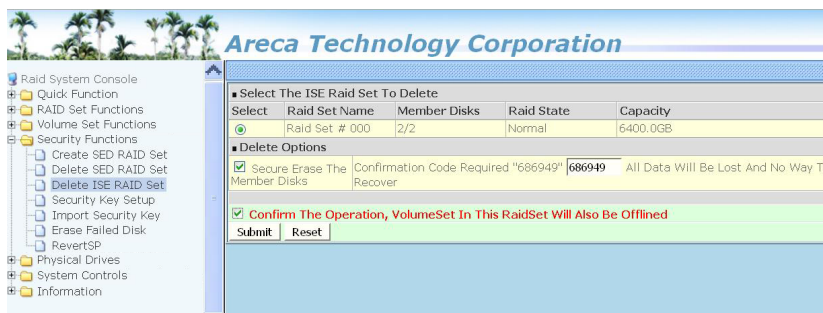 Areca Technology Corporation
Raid System Console
Quick Function
RAID Set Functions
Volume Set Functions
Security Functions
Create SED RAID Set
Delete SED RAID Set
Delete ISE RAID Set
Security Key Setup
Import Security Key
Erase Failed Disk
RevertSP
Physical Drives
System Controls
Information
Select The ISE Raid Set To Delete
Select Raid Set Name Member Disks Raid State Capacity
Raid Set # 000 2/2 Normal 6400.0GB
Delete Options
Secure Erase The Member Disks
Confirmation Code Required "686949" 686949 All Data Will Be Lost And No Way T
Recover
Confirm The Operation, VolumeSet In This RaidSet Will Also Be Offlined
Submit Reset